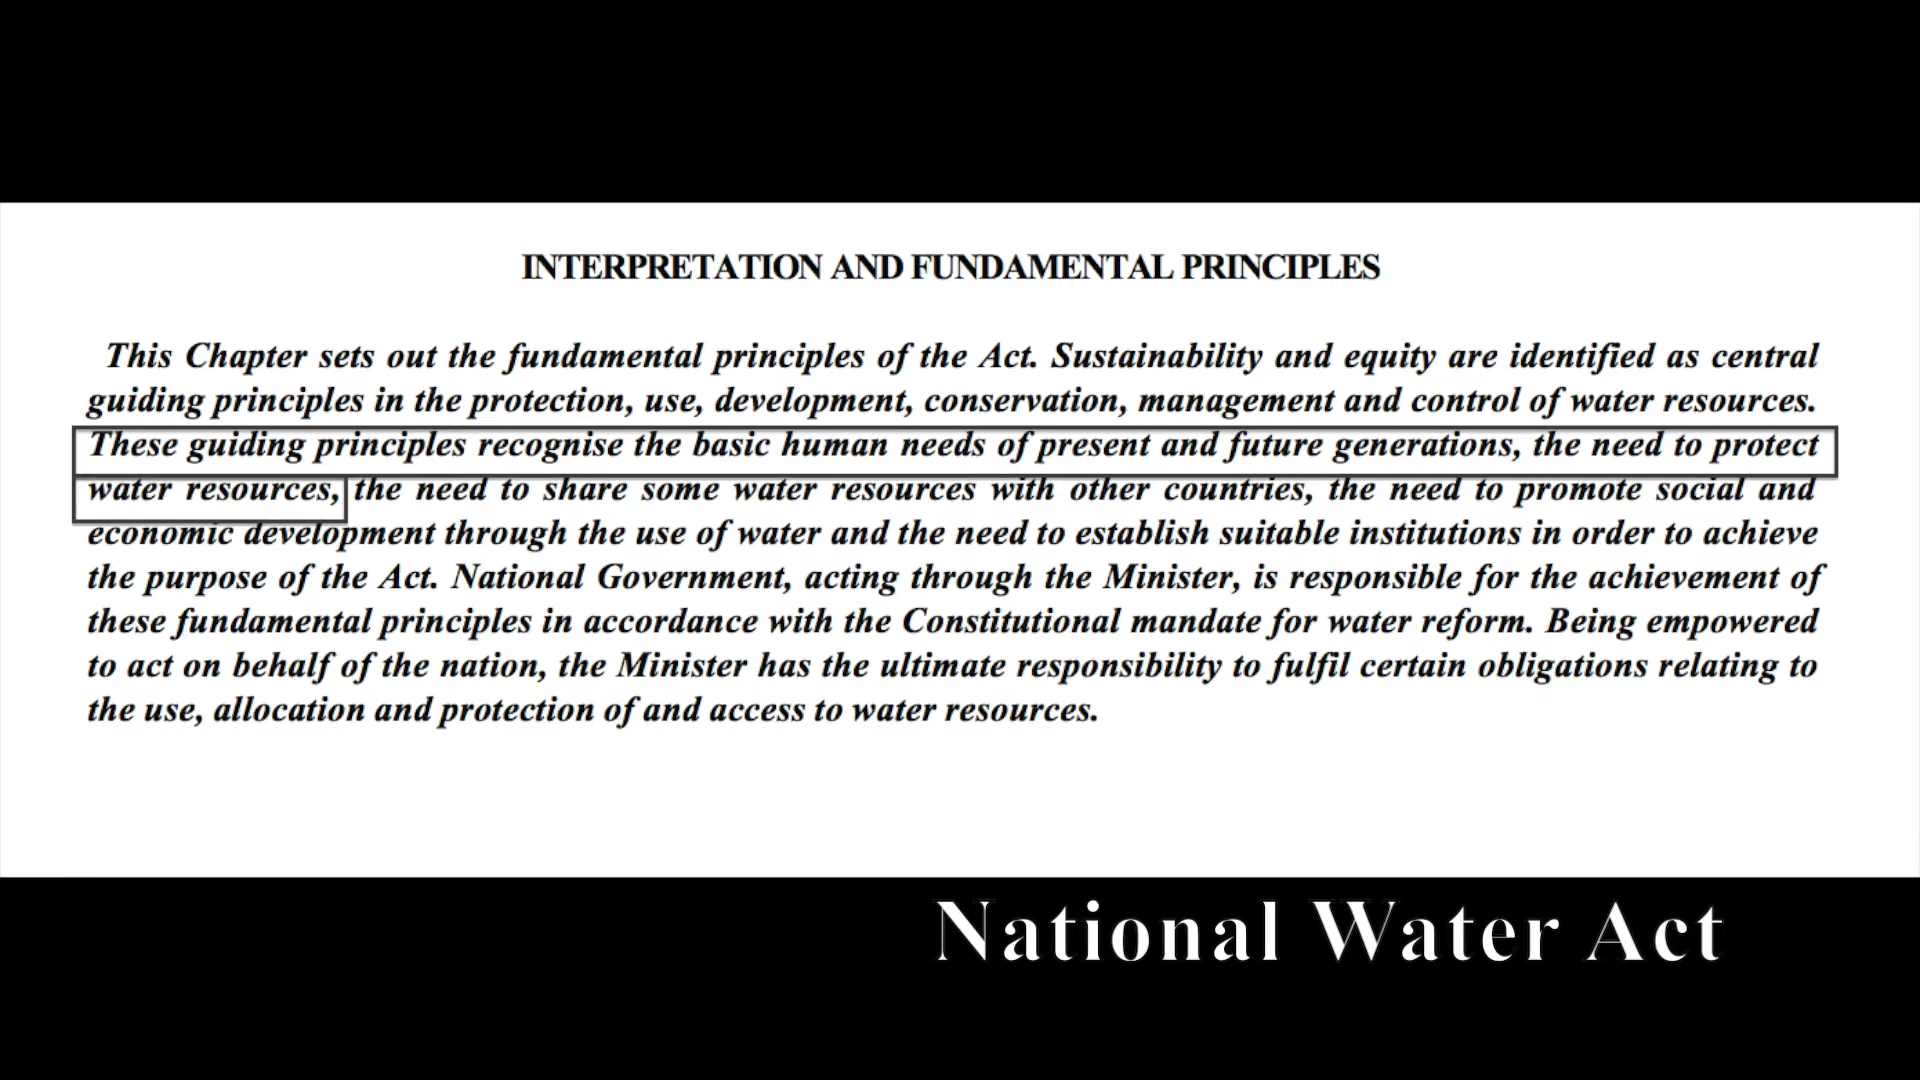 INTERPRETATION AND FUNDAMENTAL PRINCIPLES
This Chapter sets out the fundamental principles of the Act. Sustainability and equity are identified as central
guiding principles in the protection, use, development, conservation, management and control of water resources.
These guiding principles recognise the basic human needs of present and future generations, the need to protect
water resources, the need to share some water resources with other countries, the need to promote social and
economic development through the use of water and the need to establish suitable institutions in order to achieve
the purpose of the Act. National Government, acting through the Minister, is responsible for the achievement of
these fundamental principles in accordance with the Constitutional mandate for water reform. Being empowered
to act on behalf of the nation, the Minister has the ultimate responsibility to fulfil certain obligations relating to
the use, allocation and protection of and access to water resources.
National Water Act